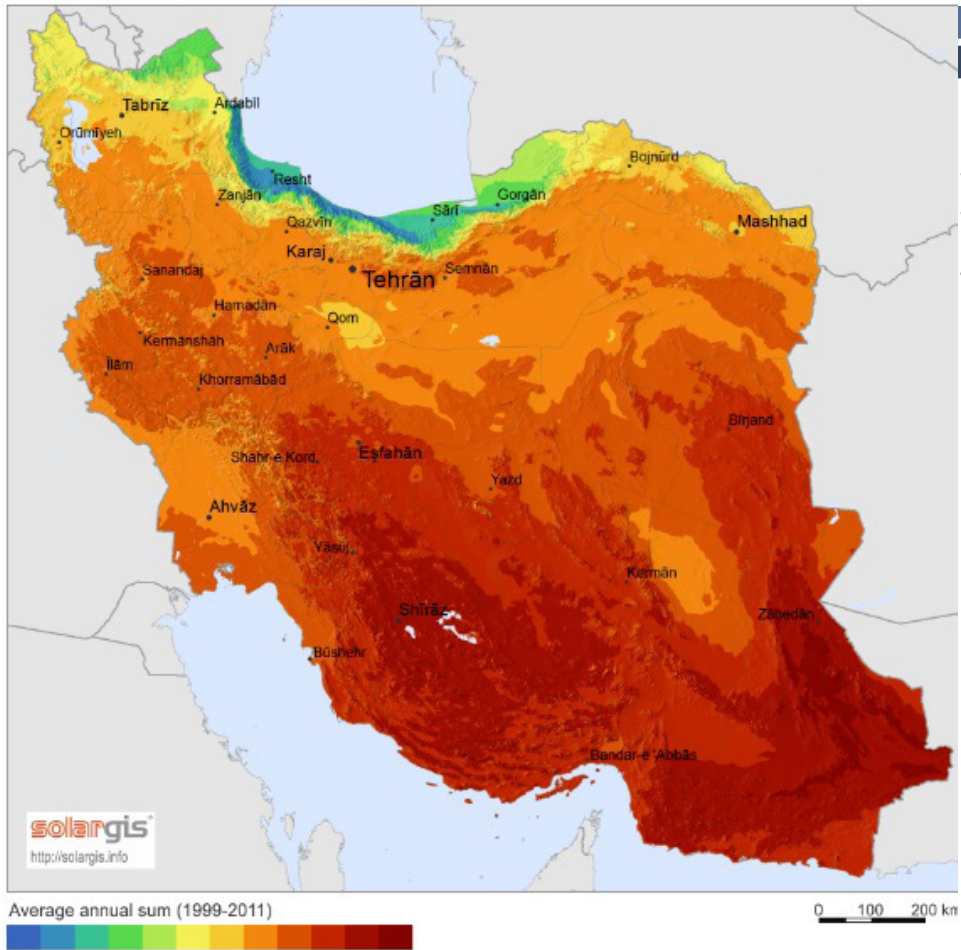 Tabrīz
Ardabīl
Orūmīyeh
Resht
Zanjān
Qazvīn
Sārī
Gorgān
Bojnūrd
Mashhad
Karaj
Tehrān
Semnān
Sanandaj
Hamadān
Qom
Kermānshāh
Arāk
Īlām
Khorramābād
Bīrjand
Shahr-e Kord
Eşfahān
Yazd
Ahvāz
Yāsūj
Kermān
Shīrāz
Zāhedān
Būshehr
Bandar-e 'Abbās
solargis
http://solargis.info
Average annual sum (1999-2011)
0 100 200 km